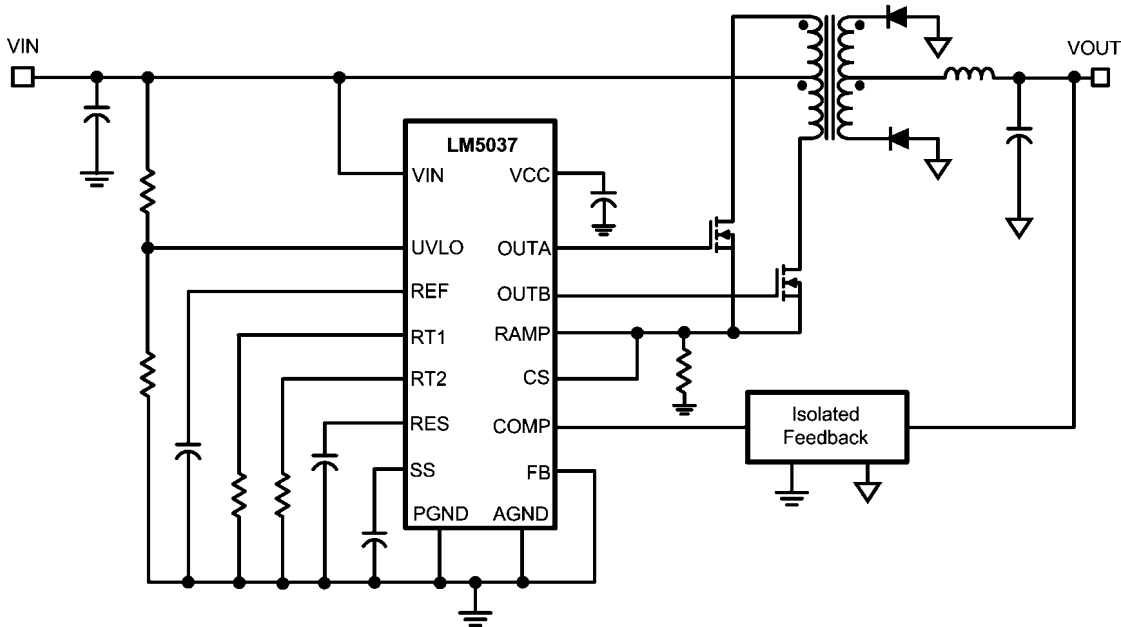 VIN
VOUT
LM5037
VIN
VCC
UVLO
OUTA
REF
OUTB
RT1
RAMP
RT2
CS
RES
COMP
SS
FB
PGND
AGND
Isolated
Feedback